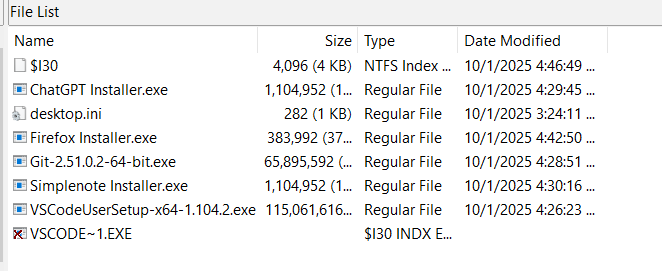 File List
Name Size Type Date Modified
$I30 4,096 (4 KB) NTFS Index ... 10/1/2025 4:46:49 ...
ChatGPT Installer.exe 1,104,952 (1... Regular File 10/1/2025 4:29:45 ...
desktop.ini 282 (1 KB) Regular File 10/1/2025 3:24:11 ...
Firefox Installer.exe 383,992 (37... Regular File 10/1/2025 4:42:50 ...
Git-2.51.0.2-64-bit.exe 65,895,592 (... Regular File 10/1/2025 4:28:51 ...
Simplenote Installer.exe 1,104,952 (1... Regular File 10/1/2025 4:30:16 ...
VSCodeUserSetup-x64-1.104.2.exe 115,061,616... Regular File 10/1/2025 4:26:23 ...
VSCODE~1.EXE $I30 INDX E...